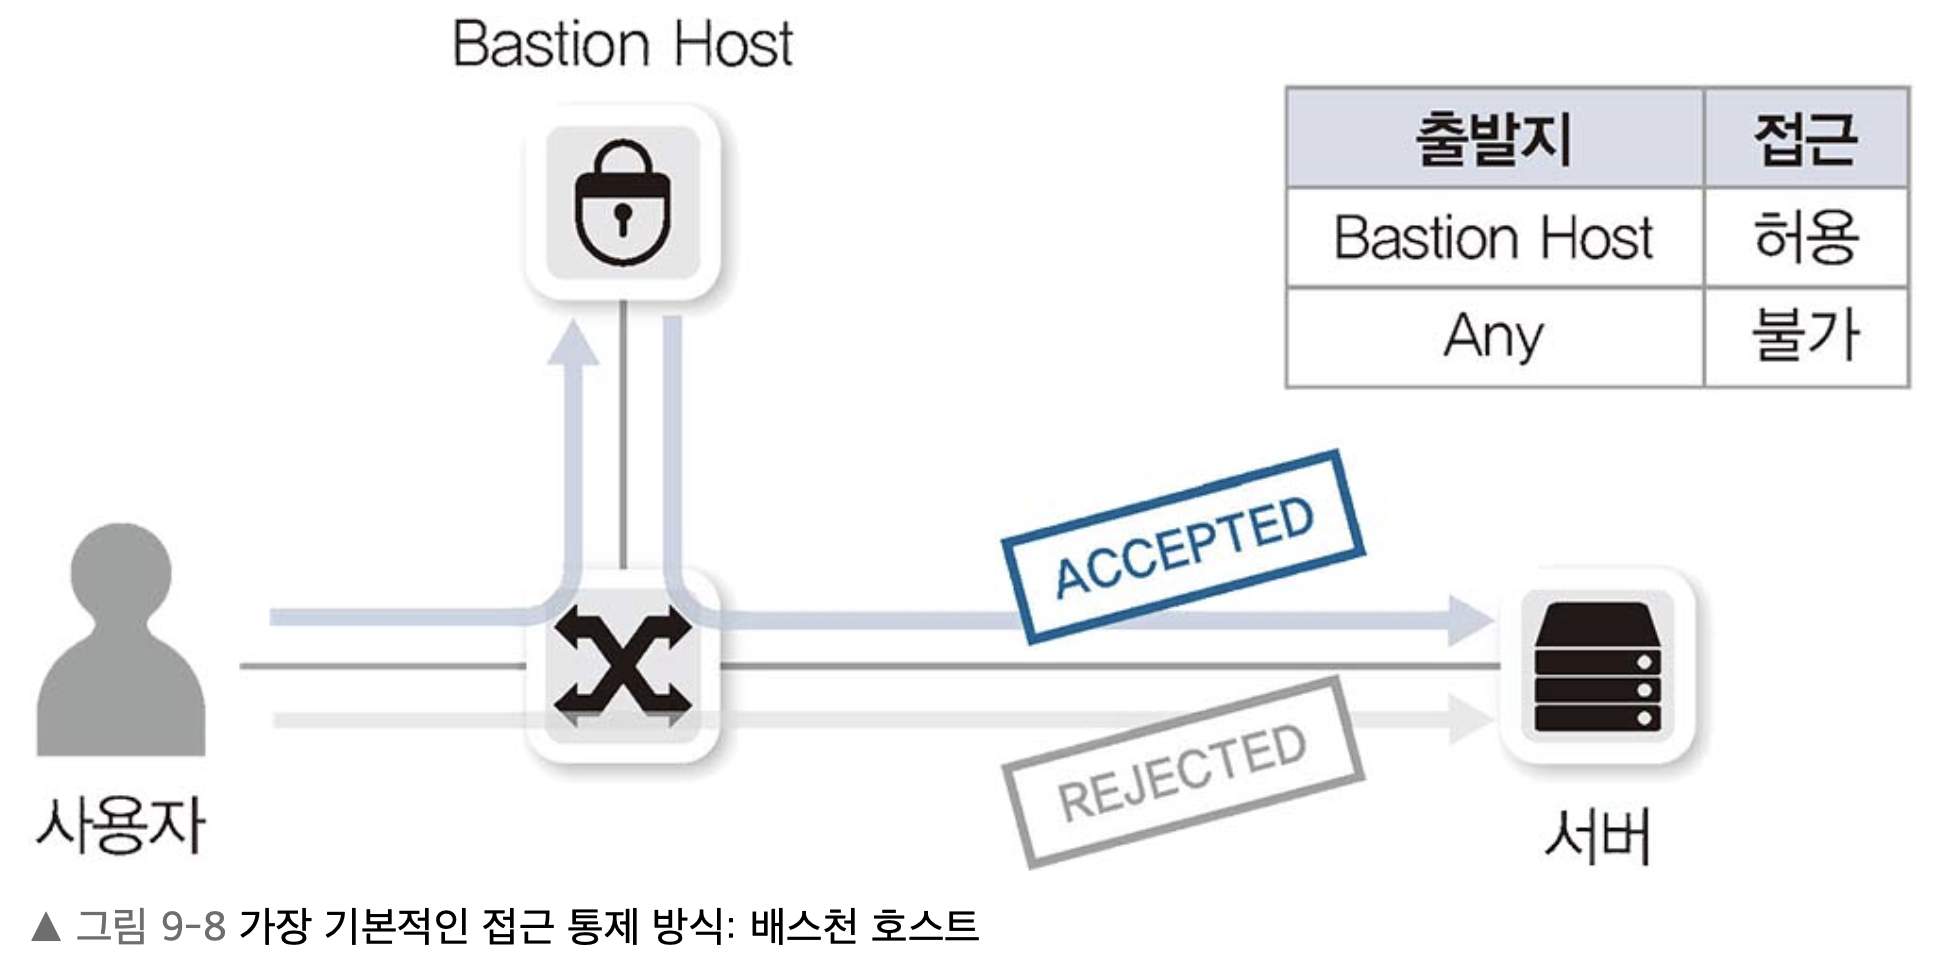 Bastion Host
출발지 접근
Bastion Host 허용
Any 불가
ACCEPTED
REJECTED
사용자
서버
▲ 그림 9-8 가장 기본적인 접근 통제 방식: 배스천 호스트